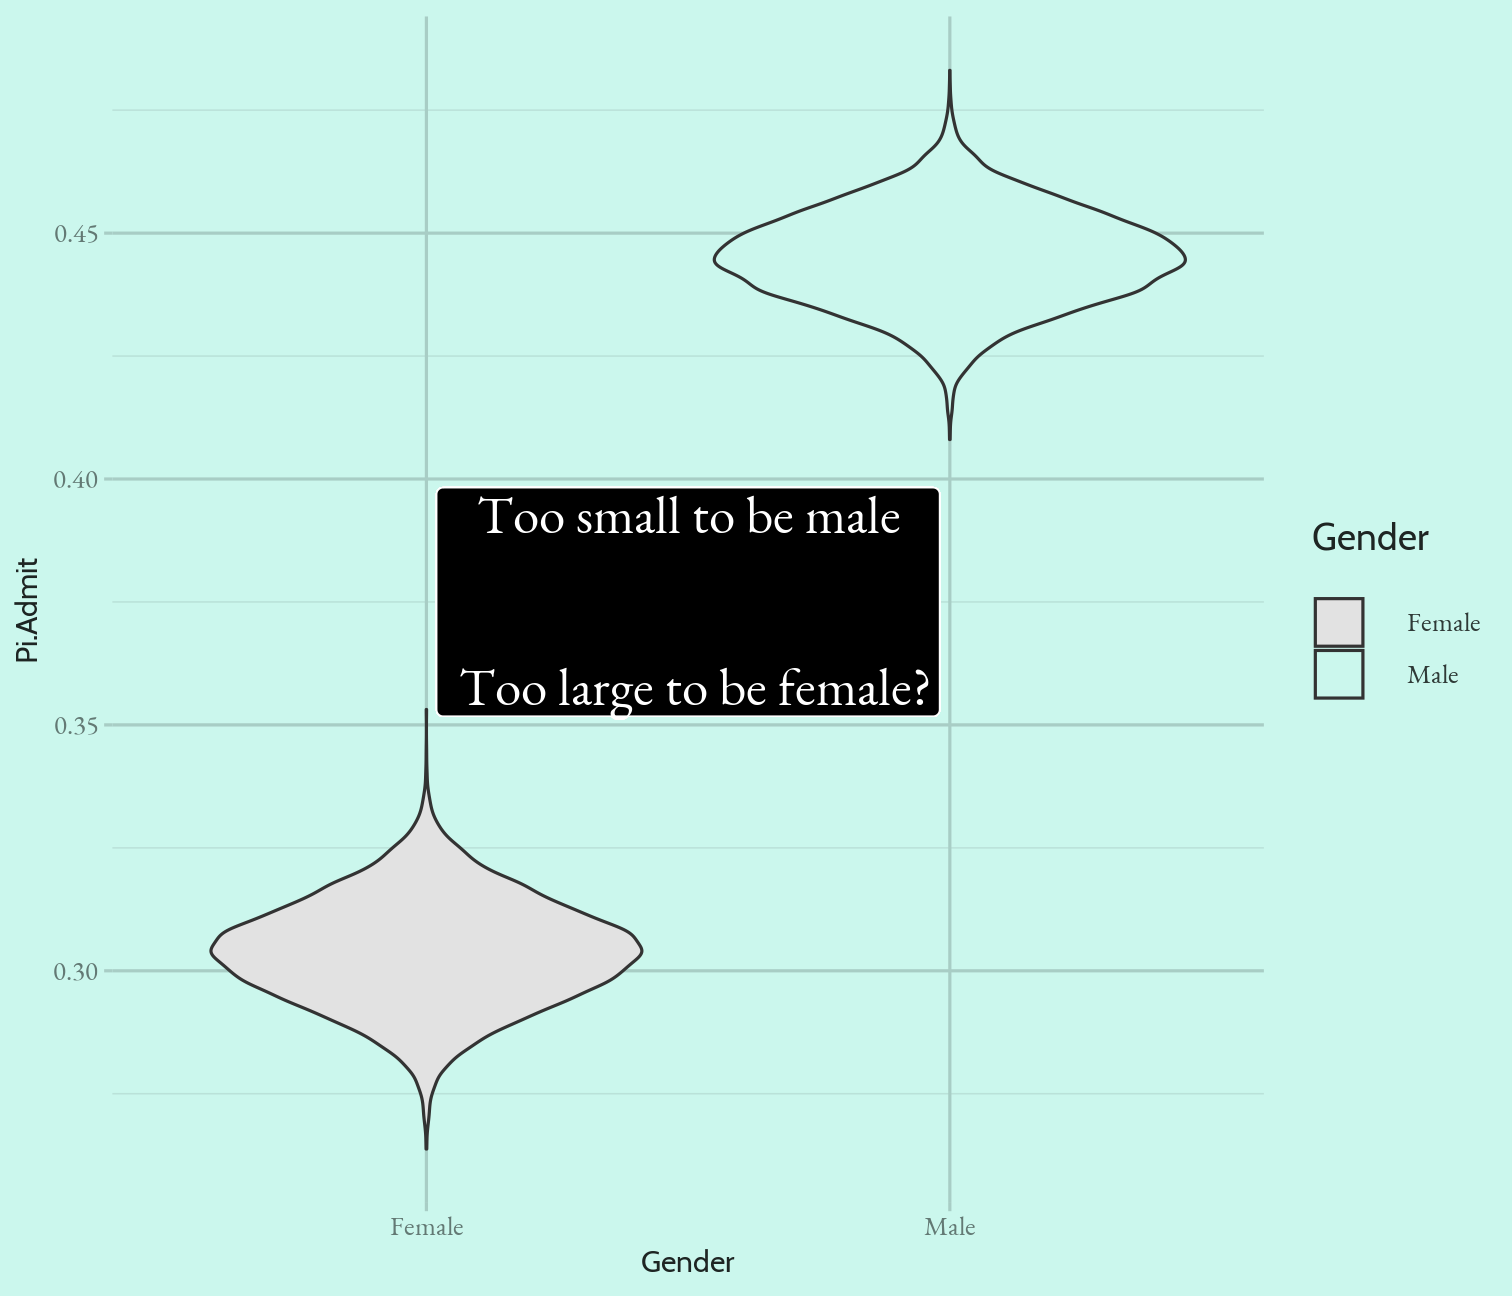 0.45
0.40
Too small to be male
Too large to be female?
0.35
0.30
Pi.Admit
Female
Male
Gender
Gender
Female
Male